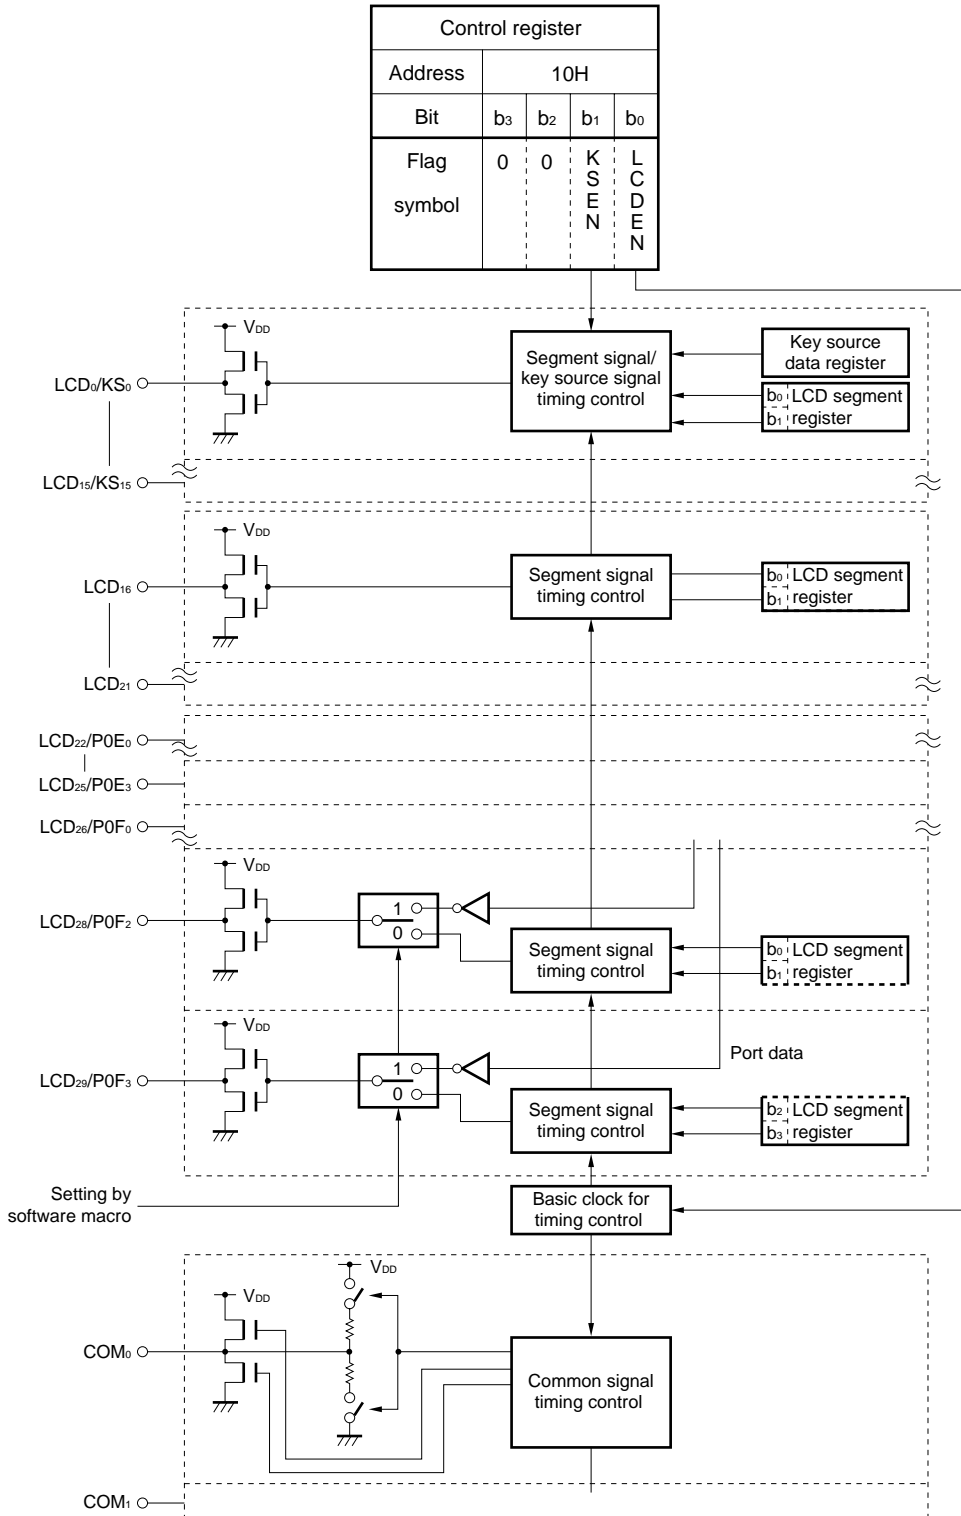 Control register
Address 10H
Bit b3 b2 b1 b0
Flag symbol 0 0 KSEN LCDEN
VDD
LCD0/KS0
Segment signal/
key source signal
timing control
Key source
data register
b0 LCD segment
b1 register
LCD15/KS15
VDD
LCD16
Segment signal
timing control
b0 LCD segment
b1 register
LCD21
LCD22/P0E0
LCD25/P0E3
LCD26/P0F0
VDD
LCD28/P0F2
1
0
Segment signal
timing control
b0 LCD segment
b1 register
VDD
Port data
LCD29/P0F3
1
0
Segment signal
timing control
b2 LCD segment
b3 register
Setting by
software macro
Basic clock for
timing control
VDD
VDD
COM0
Common signal
timing control
COM1